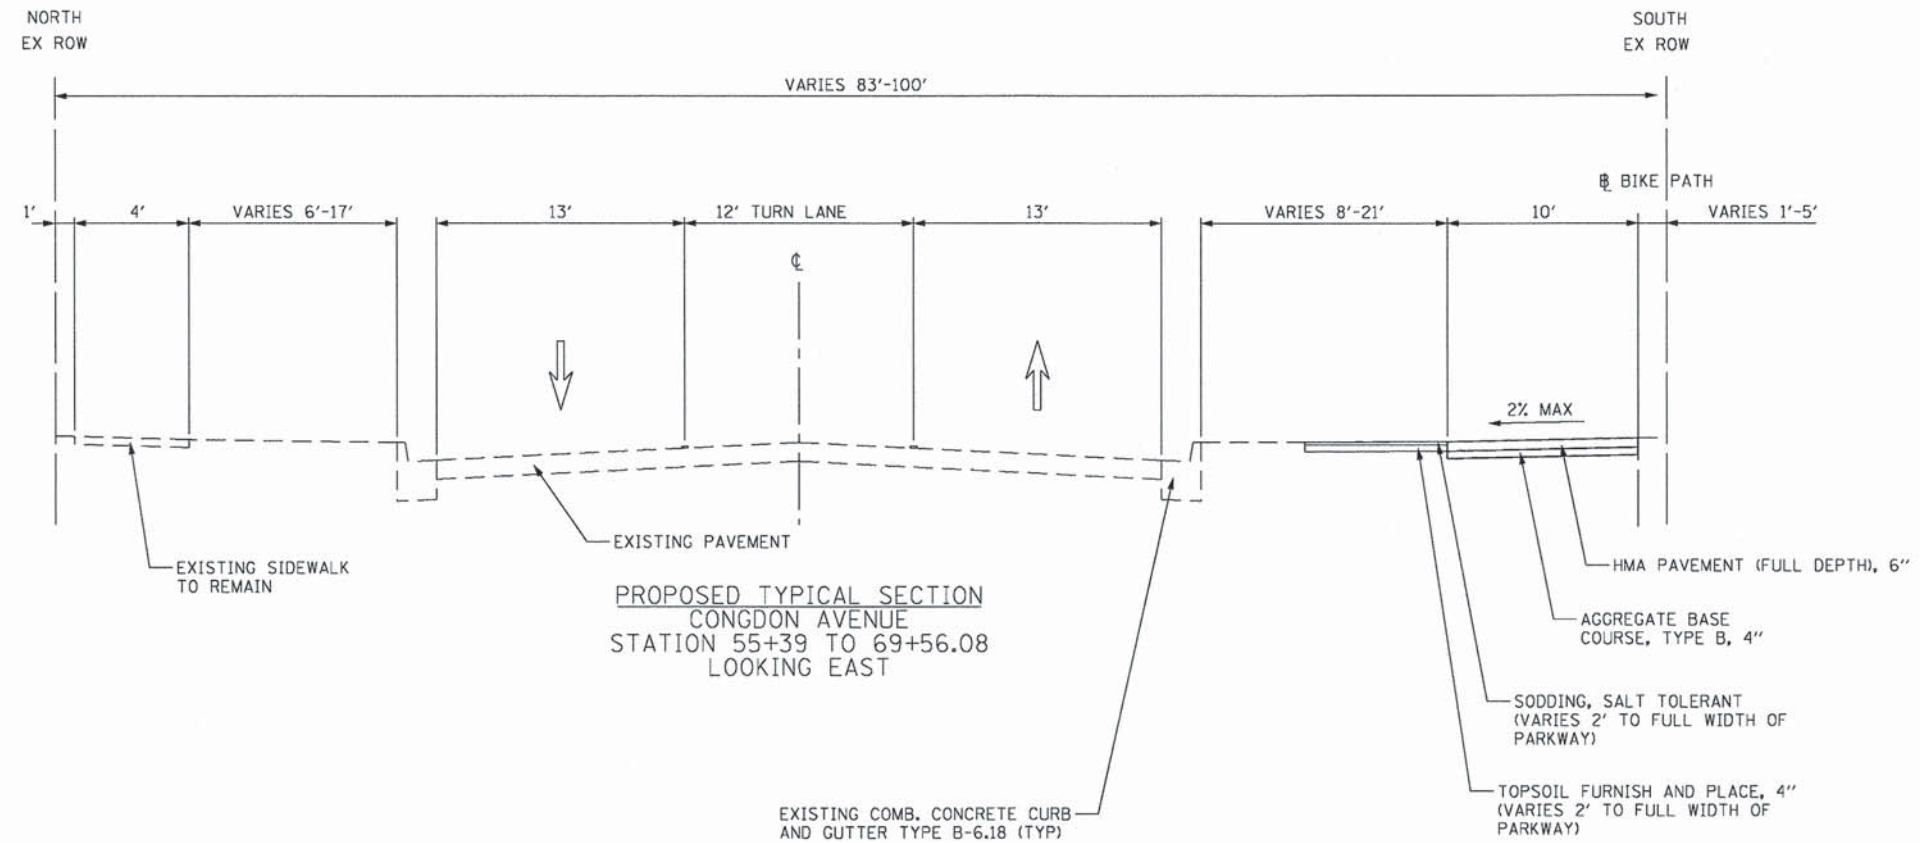 NORTH
EX ROW
SOUTH
EX ROW
VARIES 83'-100'
℄ BIKE PATH
1'
4'
VARIES 6'-17'
13'
12' TURN LANE
13'
VARIES 8'-21'
10'
VARIES 1'-5'
℄
2% MAX
EXISTING PAVEMENT
EXISTING SIDEWALK
TO REMAIN
HMA PAVEMENT (FULL DEPTH), 6"
PROPOSED TYPICAL SECTION
CONGDON AVENUE
STATION 55+39 TO 69+56.08
LOOKING EAST
AGGREGATE BASE
COURSE, TYPE B, 4"
SODDING, SALT TOLERANT
(VARIES 2' TO FULL WIDTH OF
PARKWAY)
TOPSOIL FURNISH AND PLACE, 4"
(VARIES 2' TO FULL WIDTH OF
PARKWAY)
EXISTING COMB. CONCRETE CURB
AND GUTTER TYPE B-6.18 (TYP)